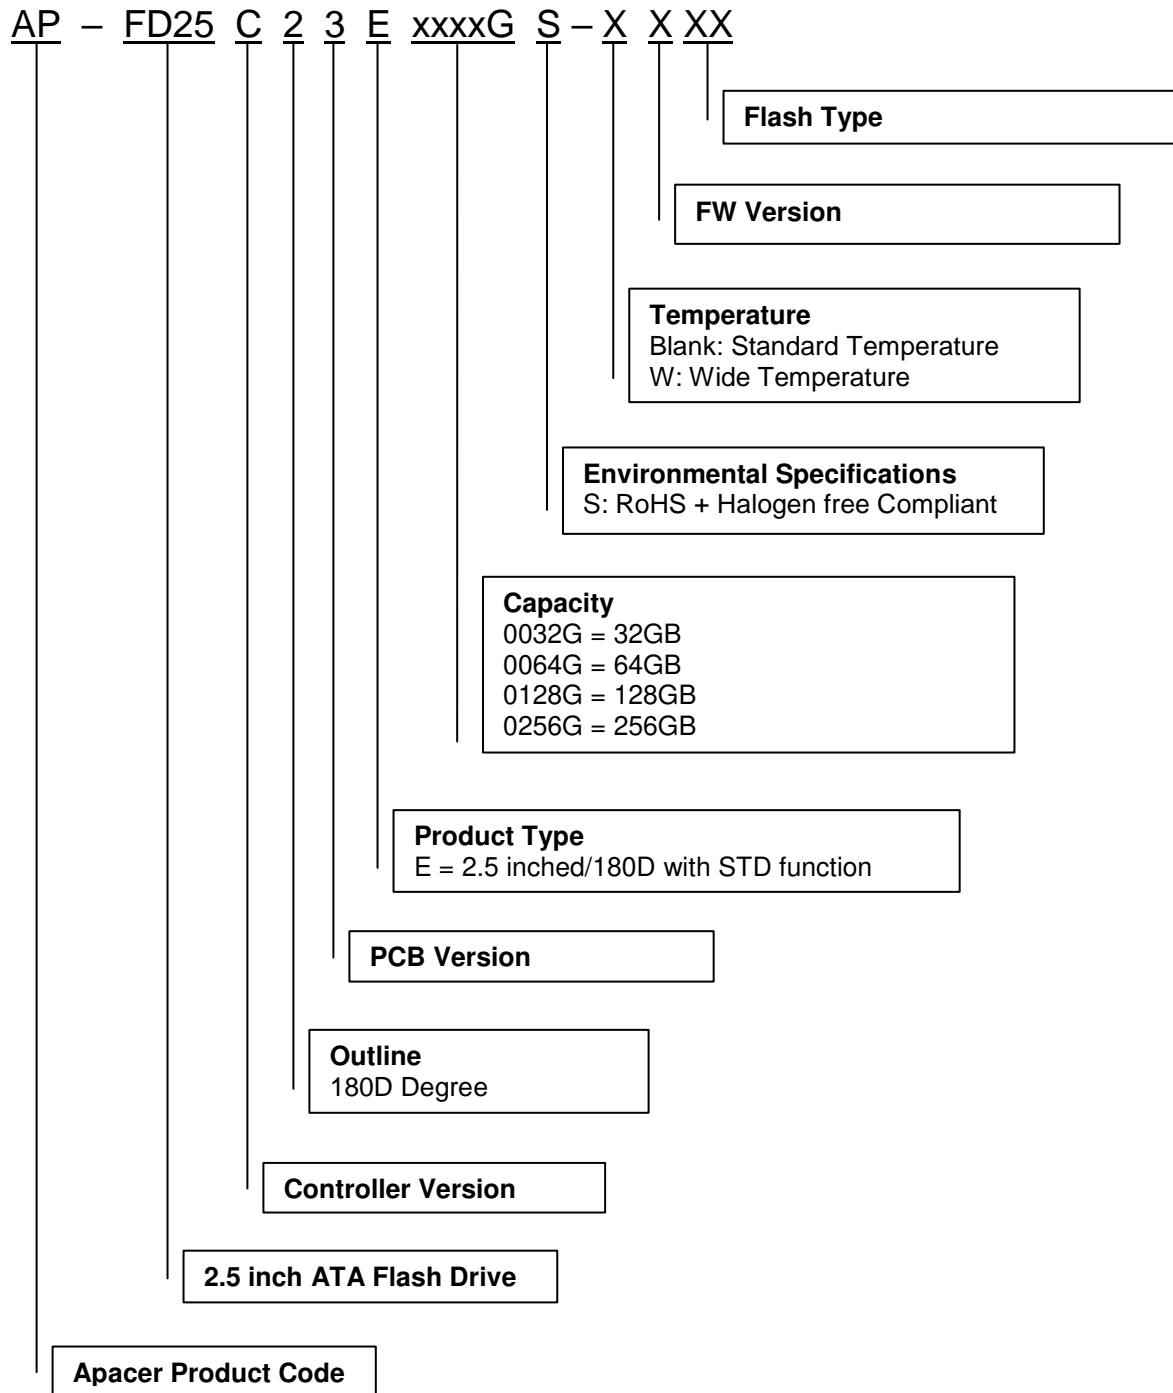 AP – FD25 C 2 3 E xxxxG S – X X XX
Flash Type
FW Version
Temperature
Blank: Standard Temperature
W: Wide Temperature
Environmental Specifications
S: RoHS + Halogen free Compliant
Capacity
0032G = 32GB
0064G = 64GB
0128G = 128GB
0256G = 256GB
Product Type
E = 2.5 inched/180D with STD function
PCB Version
Outline
180D Degree
Controller Version
2.5 inch ATA Flash Drive
Apacer Product Code